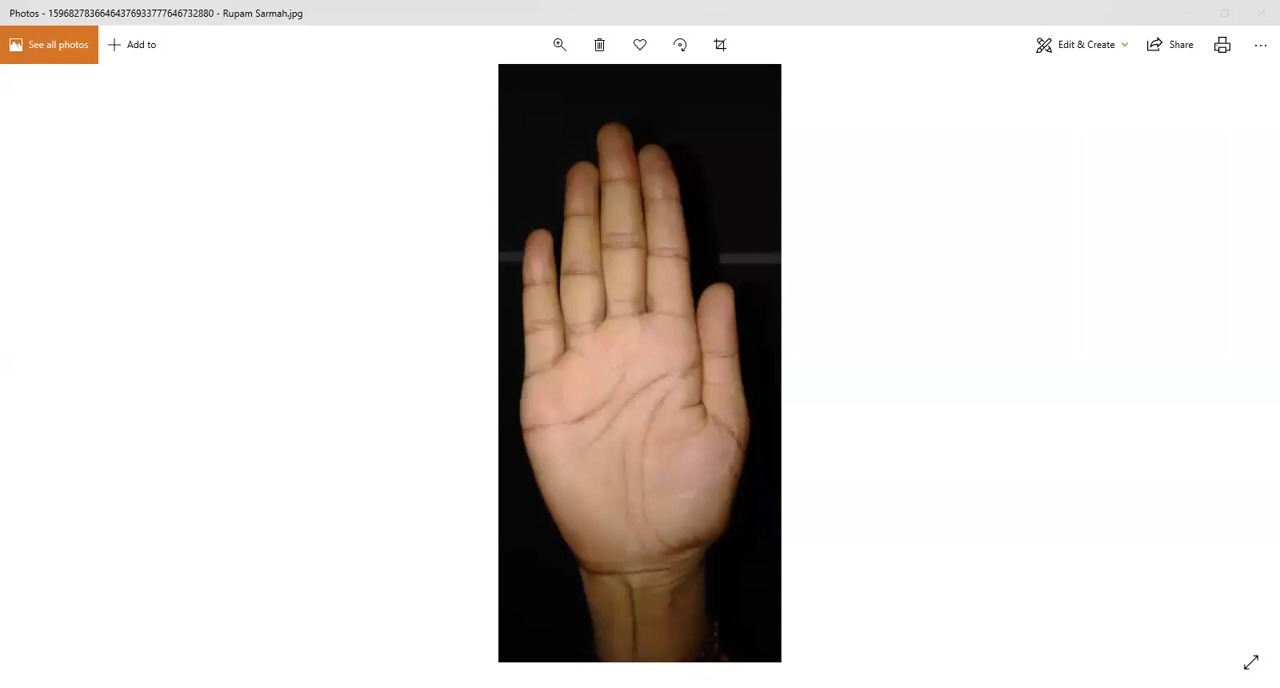 Photos - 15968278366464376933777646732880 - Rupam Sarmah.jpg
See all photos
Add to
Edit & Create
Share